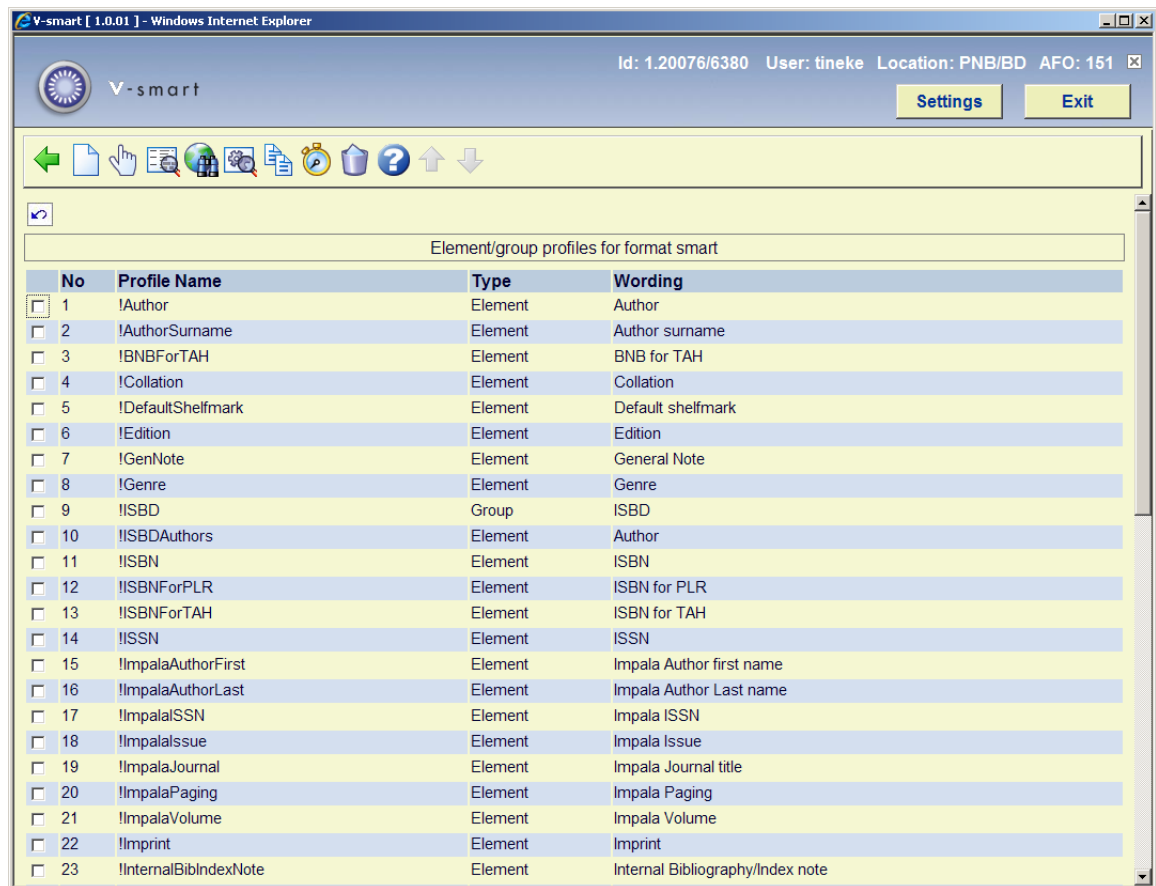 V-smart [ 1.0.01 ] - Windows Internet Explorer
Id: 1.20076/6380 User: tineke Location: PNB/BD AFO: 151
V-smart
Settings Exit
Element/group profiles for format smart
No Profile Name Type Wording
1 !Author Element Author
2 !AuthorSurname Element Author surname
3 !BNBForTAH Element BNB for TAH
4 !Collation Element Collation
5 !DefaultShelfmark Element Default shelfmark
6 !Edition Element Edition
7 !GenNote Element General Note
8 !Genre Element Genre
9 !ISBD Group ISBD
10 !ISBDAuthors Element Author
11 !ISBN Element ISBN
12 !ISBNForPLR Element ISBN for PLR
13 !ISBNForTAH Element ISBN for TAH
14 !ISSN Element ISSN
15 !ImpalaAuthorFirst Element Impala Author first name
16 !ImpalaAuthorLast Element Impala Author Last name
17 !ImpalaISSN Element Impala ISSN
18 !ImpalaIssue Element Impala Issue
19 !ImpalaJournal Element Impala Journal title
20 !ImpalaPaging Element Impala Paging
21 !ImpalaVolume Element Impala Volume
22 !Imprint Element Imprint
23 !InternalBibIndexNote Element Internal Bibliography/Index note